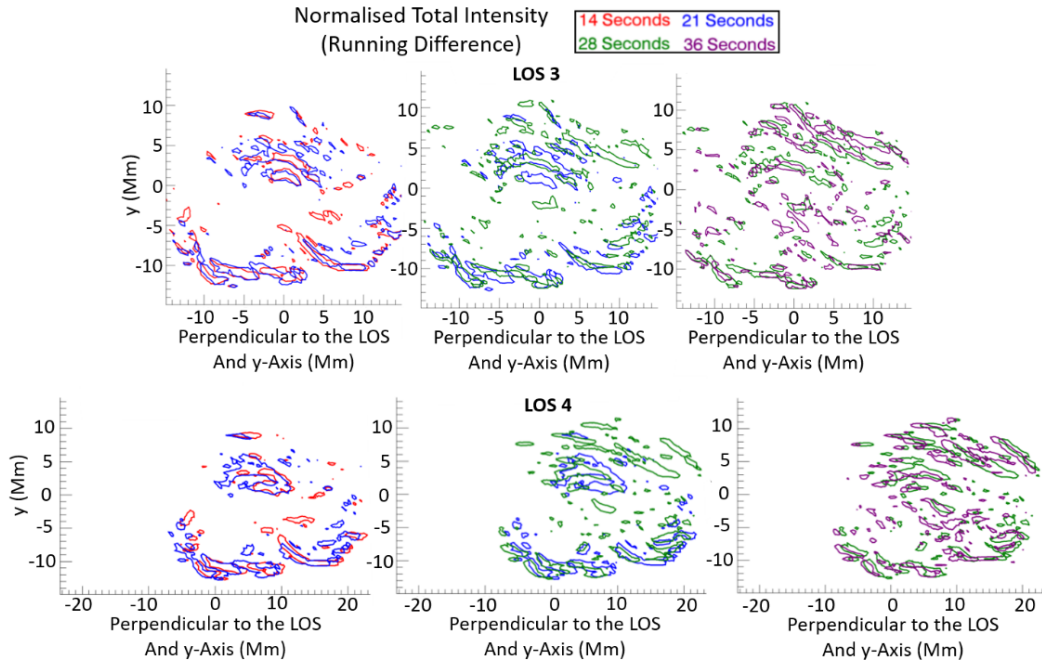 Normalised Total Intensity
(Running Difference)
14 Seconds 21 Seconds
28 Seconds 36 Seconds
LOS 3
y (Mm)
10
5
0
-5
-10
-10 -5 0 5 10
Perpendicular to the LOS
And y-Axis (Mm)
10
5
0
-5
-10
-10 -5 0 5 10
Perpendicular to the LOS
And y-Axis (Mm)
10
5
0
-5
-10
-10 -5 0 5 10
Perpendicular to the LOS
And y-Axis (Mm)
LOS 4
y (Mm)
10
5
0
-5
-10
-20 -10 0 10 20
Perpendicular to the LOS
And y-Axis (Mm)
10
5
0
-5
-10
-20 -10 0 10 20
Perpendicular to the LOS
And y-Axis (Mm)
10
5
0
-5
-10
-20 -10 0 10 20
Perpendicular to the LOS
And y-Axis (Mm)